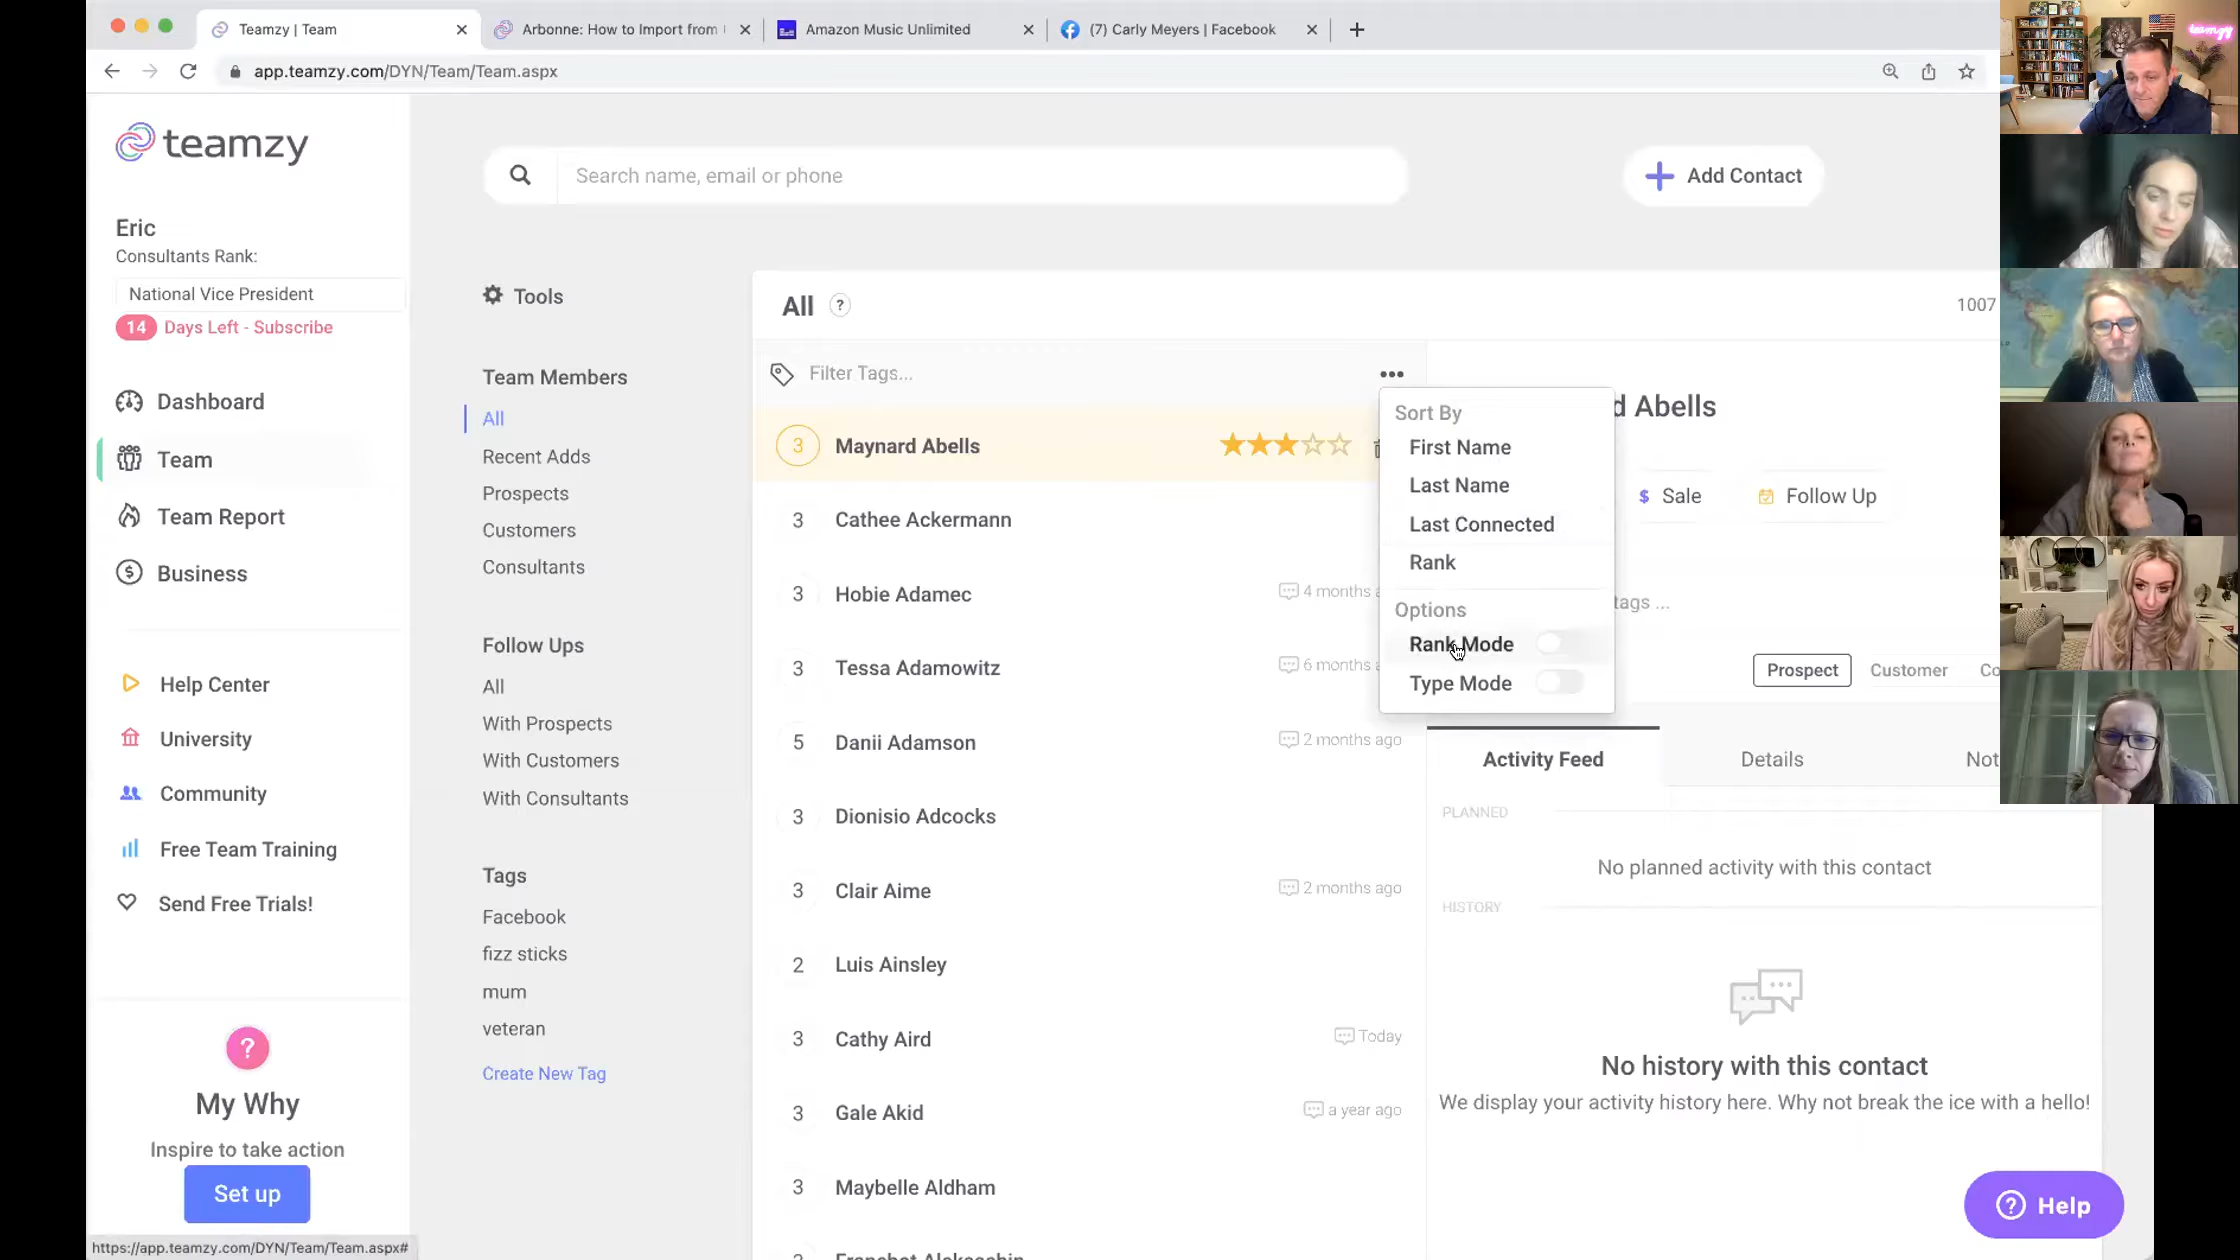 Teamzy | Team
Arbonne: How to Import from
Amazon Music Unlimited
(7) Carly Meyers | Facebook
app.teamzy.com/DYN/Team/Team.aspx
teamzy
teamzy
Search name, email or phone
Add Contact
Eric
Consultants Rank:
National Vice President
14 Days Left - Subscribe
Dashboard
Team
Team Report
Business
Help Center
University
Community
Free Team Training
Send Free Trials!
?
My Why
Inspire to take action
Set up
https://app.teamzy.com/DYN/Team/Team.aspx#
Tools
Team Members
All
Recent Adds
Prospects
Customers
Consultants
Follow Ups
All
With Prospects
With Customers
With Consultants
Tags
Facebook
fizz sticks
mum
veteran
Create New Tag
All ?
1007
Filter Tags...
3 Maynard Abells
3 Cathee Ackermann
3 Hobie Adamec 4 months a
3 Tessa Adamowitz 6 months a
5 Danii Adamson 2 months ago
3 Dionisio Adcocks
3 Clair Aime 2 months ago
2 Luis Ainsley
3 Cathy Aird Today
3 Gale Akid a year ago
3 Maybelle Aldham
Sort By
First Name
Last Name
Last Connected
Rank
Options
Rank Mode
Type Mode
d Abells
$ Sale
Follow Up
tags ...
Prospect Customer Co
Activity Feed Details Not
PLANNED
No planned activity with this contact
HISTORY
No history with this contact
We display your activity history here. Why not break the ice with a hello!
? Help